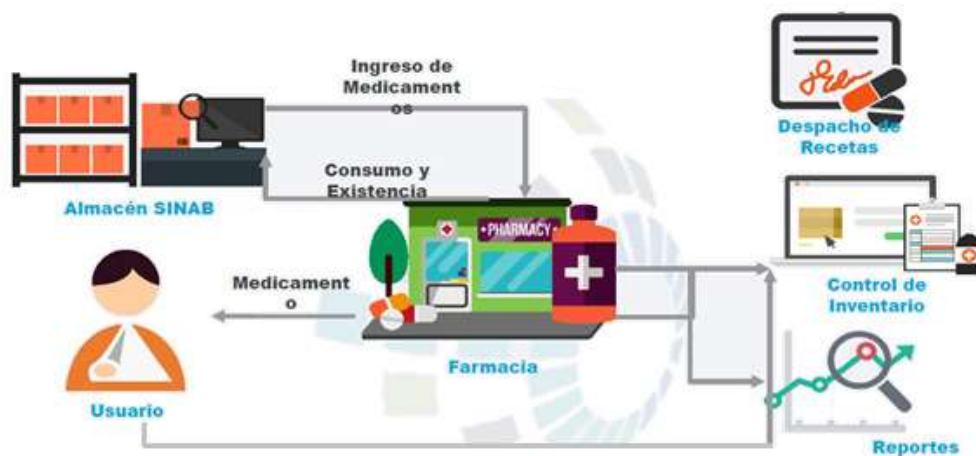 Ingreso de
Medicament
os
Despacho de
Recetas
Consumo y
Existencia
Almacén SINAB
PHARMACY
Medicament
o
Control de
Inventario
Farmacia
Usuario
Reportes